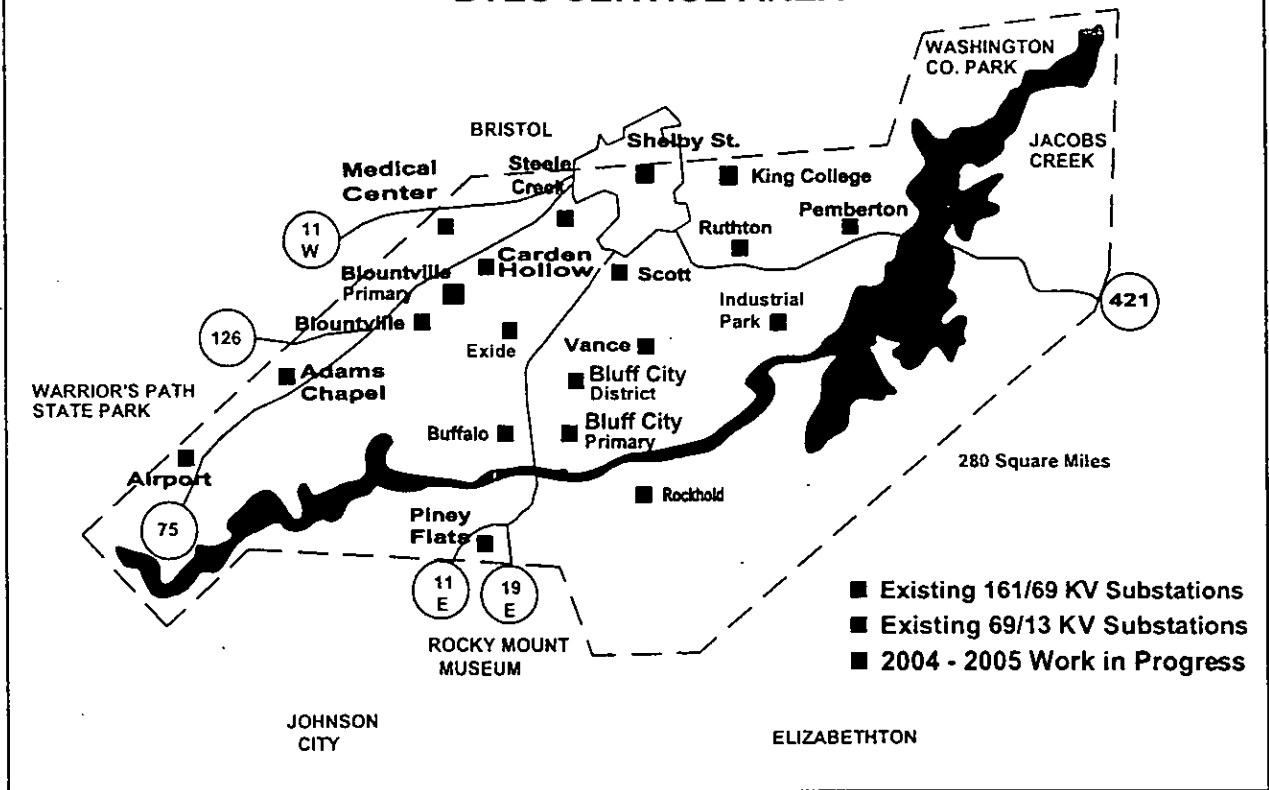 WASHINGTON
CO. PARK
BRISTOL
Shelby St.
JACOBS
CREEK
Medical
Center
Steele
Creek
King College
Pemberton
11
W
Ruthton
Carden
Hollow
Blountville
Primary
Scott
Industrial
Park
421
126
Blountville
Exide
Vance
Adams
Chapel
Bluff City
District
WARRIOR'S PATH
STATE PARK
Buffalo
Bluff City
Primary
280 Square Miles
Airport
Rockhold
75
Piney
Flats
11
E
19
E
Existing 161/69 KV Substations
Existing 69/13 KV Substations
2004 - 2005 Work in Progress
ROCKY MOUNT
MUSEUM
JOHNSON
CITY
ELIZABETHTON